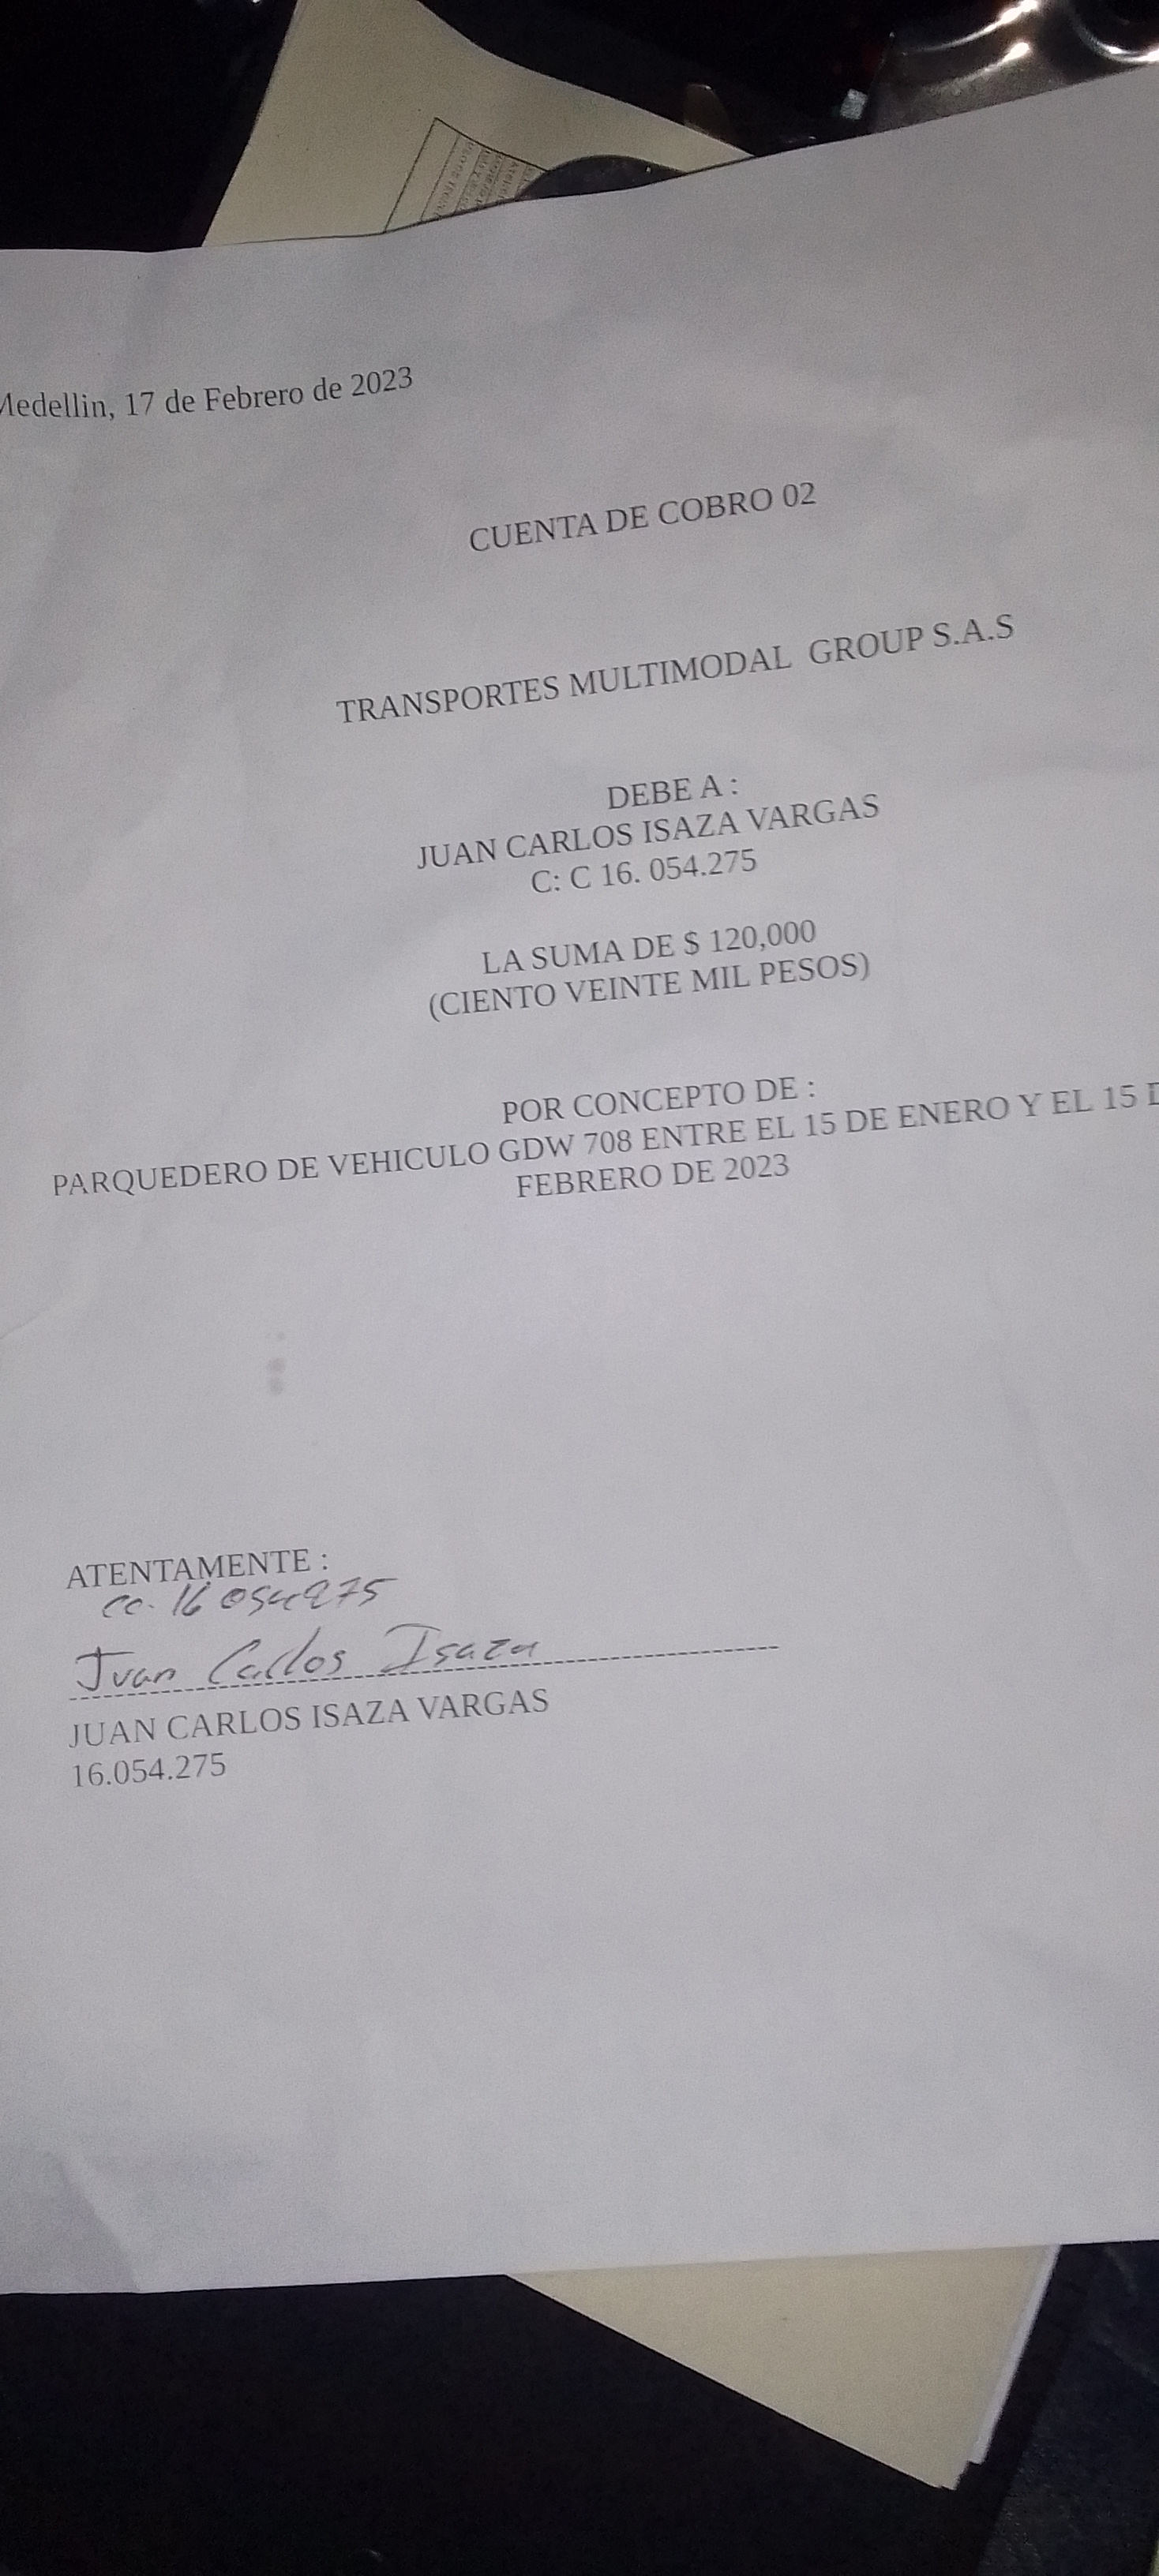 Medellin, 17 de Febrero de 2023
CUENTA DE COBRO 02
TRANSPORTES MULTIMODAL GROUP S.A.S
DEBE A :
JUAN CARLOS ISAZA VARGAS
C: C 16. 054.275
LA SUMA DE $ 120,000
(CIENTO VEINTE MIL PESOS)
POR CONCEPTO DE :
PARQUEDERO DE VEHICULO GDW 708 ENTRE EL 15 DE ENERO Y EL 15 D
FEBRERO DE 2023
ATENTAMENTE :
cc. 16 054275
Juan Carlos Isaza
JUAN CARLOS ISAZA VARGAS
16.054.275